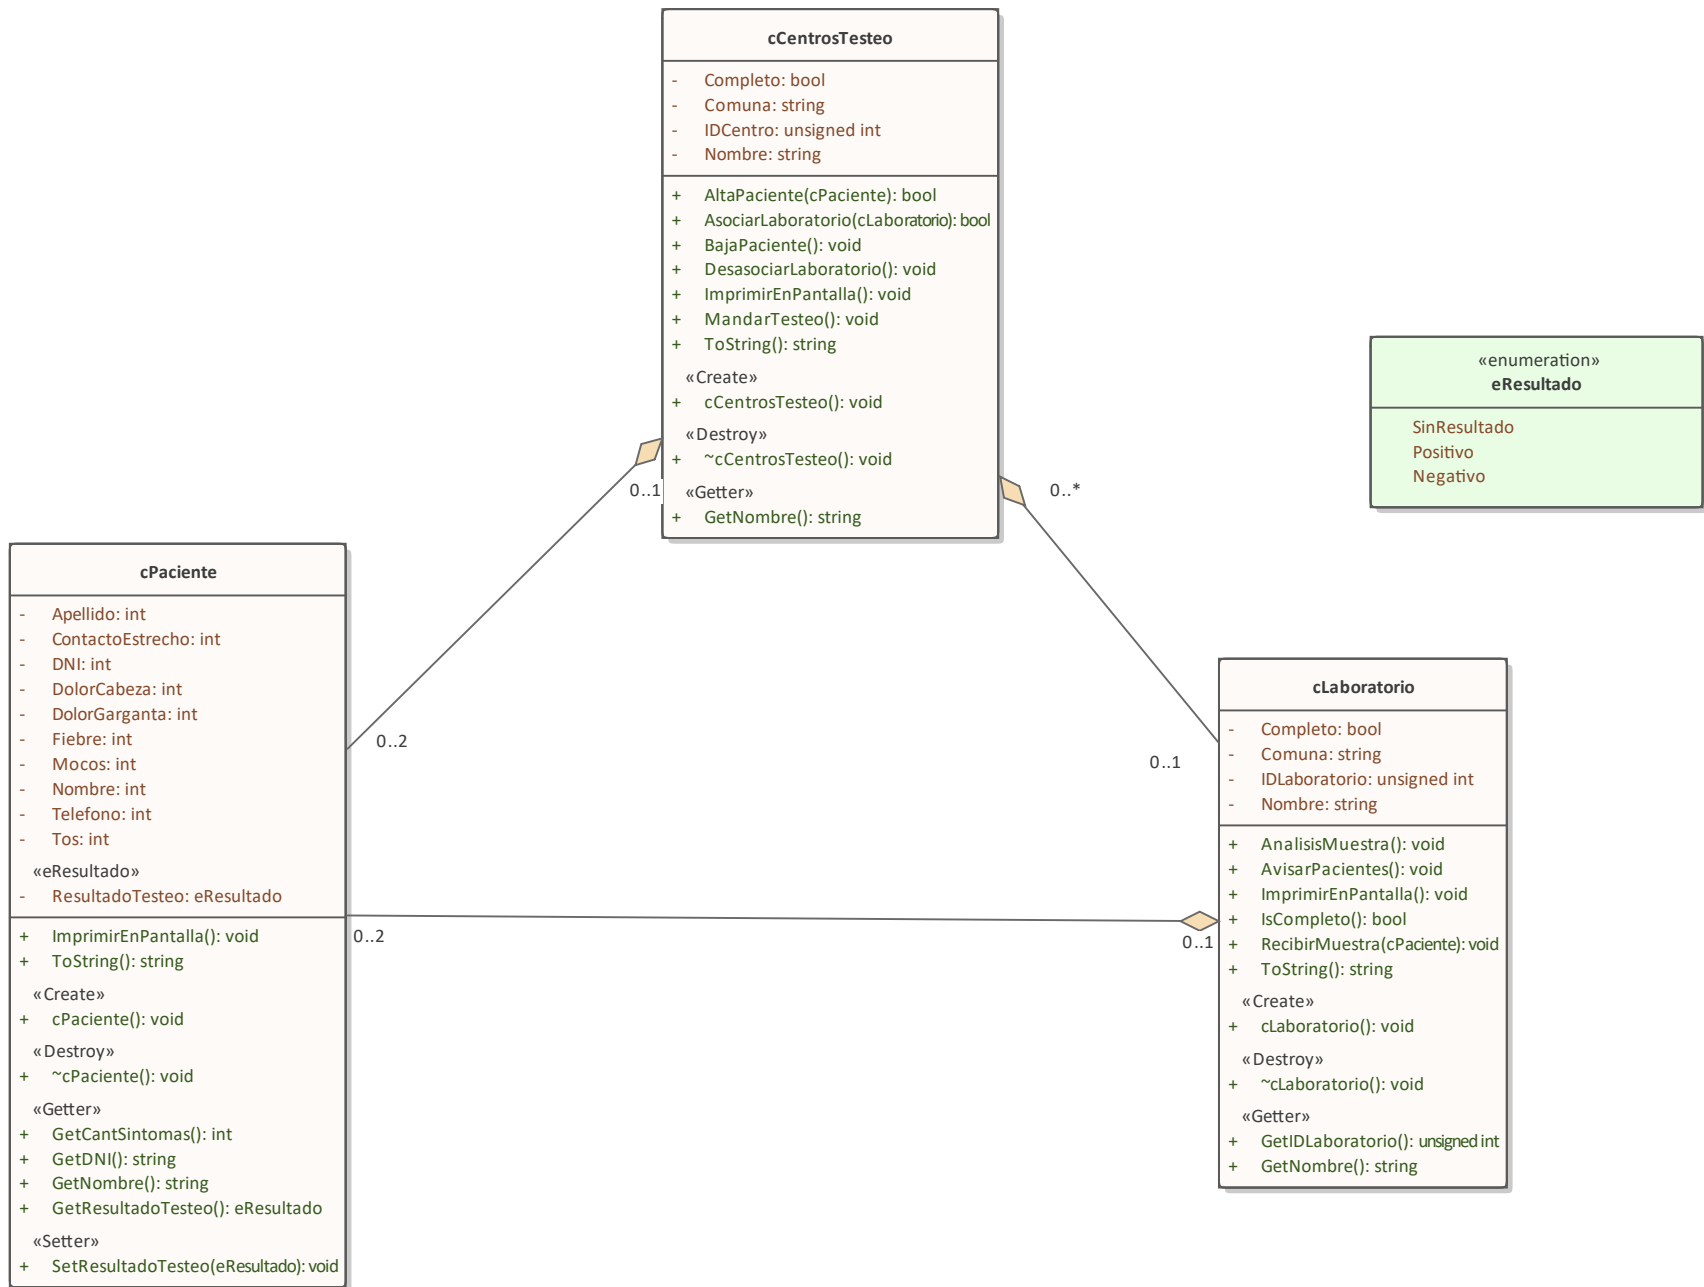 cCentrosTesteo
- Completo: bool
- Comuna: string
- IDCentro: unsigned int
- Nombre: string
+ AltaPaciente(cPaciente): bool
+ AsociarLaboratorio(cLaboratorio): bool
+ BajaPaciente(): void
+ DesasociarLaboratorio(): void
+ ImprimirEnPantalla(): void
+ MandarTesteo(): void
+ ToString(): string
«Create»
+ cCentrosTesteo(): void
«Destroy»
+ ~cCentrosTesteo(): void
«Getter»
+ GetNombre(): string
0..1
0..*
«enumeration»
eResultado
SinResultado
Positivo
Negativo
cPaciente
- Apellido: int
- ContactoEstrecho: int
- DNI: int
- DolorCabeza: int
- DolorGarganta: int
- Fiebre: int
- Mocos: int
- Nombre: int
- Telefono: int
- Tos: int
«eResultado»
- ResultadoTesteo: eResultado
+ ImprimirEnPantalla(): void
+ ToString(): string
«Create»
+ cPaciente(): void
«Destroy»
+ ~cPaciente(): void
«Getter»
+ GetCantSintomas(): int
+ GetDNI(): string
+ GetNombre(): string
+ GetResultadoTesteo(): eResultado
«Setter»
+ SetResultadoTesteo(eResultado): void
0..2
0..2
0..1
0..1
cLaboratorio
- Completo: bool
- Comuna: string
- IDLaboratorio: unsigned int
- Nombre: string
+ AnalisisMuestra(): void
+ AvisarPacientes(): void
+ ImprimirEnPantalla(): void
+ IsCompleto(): bool
+ RecibirMuestra(cPaciente): void
+ ToString(): string
«Create»
+ cLaboratorio(): void
«Destroy»
+ ~cLaboratorio(): void
«Getter»
+ GetIDLaboratorio(): unsigned int
+ GetNombre(): string